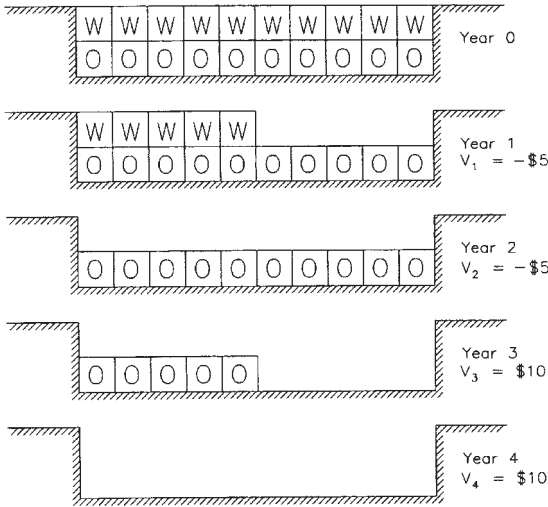 W W W W W W W W W W
O O O O O O O O O O
Year 0
W W W W W
O O O O O O O O O O
Year 1
V₁ = -$5
O O O O O O O O O O
Year 2
V₂ = -$5
O O O O O
Year 3
V₃ = $10
Year 4
V₄ = $10